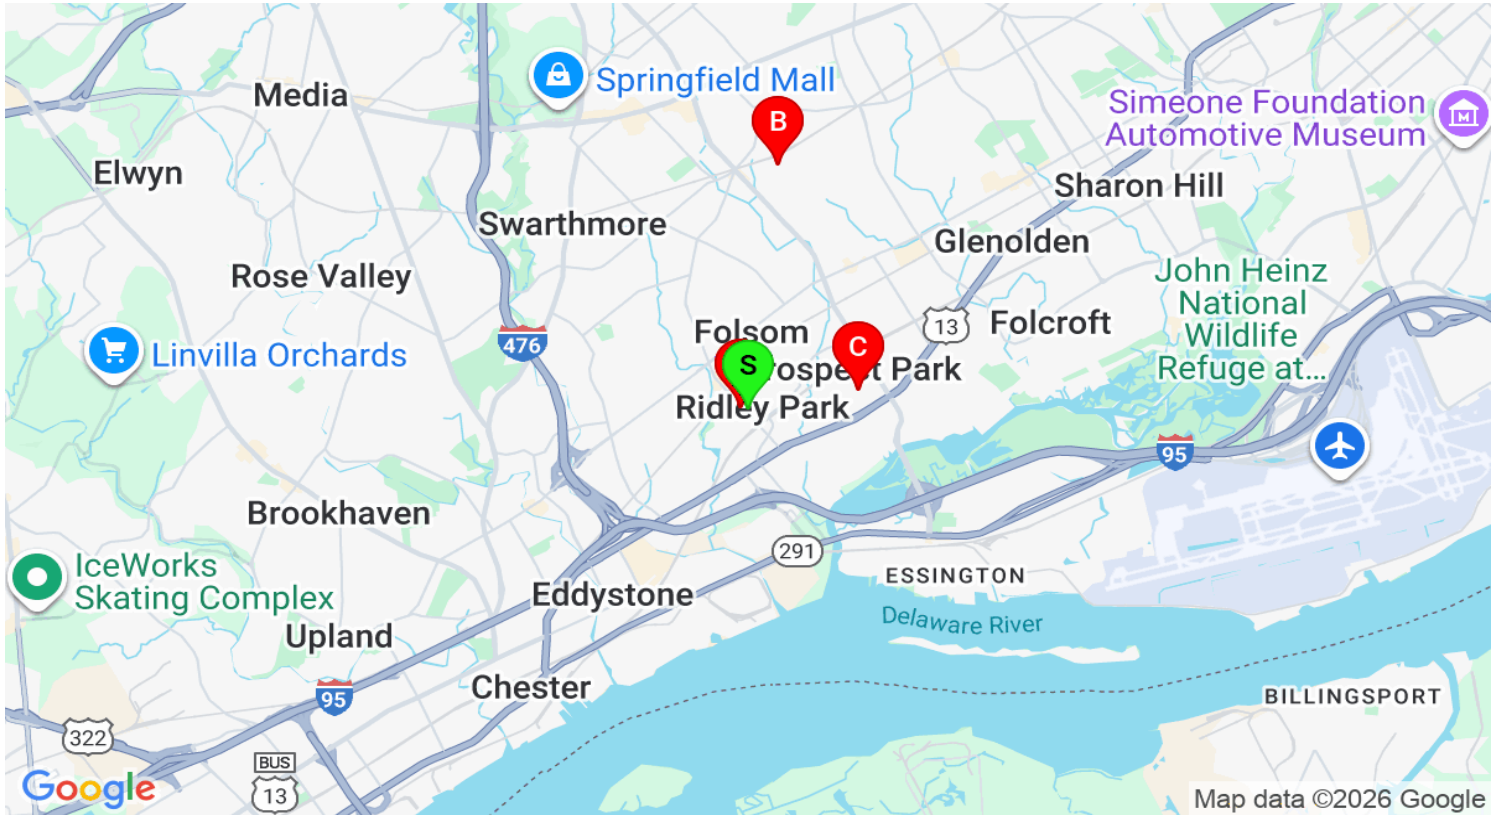 Media
Springfield Mall
B
Simeone Foundation
Automotive Museum
Elwyn
Sharon Hill
Swarthmore
Glenolden
Rose Valley
John Heinz
National
Wildlife
Refuge at...
Folsom
13
Folcroft
476
Linvilla Orchards
S
C
Prospect Park
Ridley Park
95
Brookhaven
291
IceWorks
Skating Complex
ESSINGTON
Eddystone
Delaware River
Upland
Chester
95
BILLINGSPORT
322
BUS
13
Google
Map data ©2026 Google